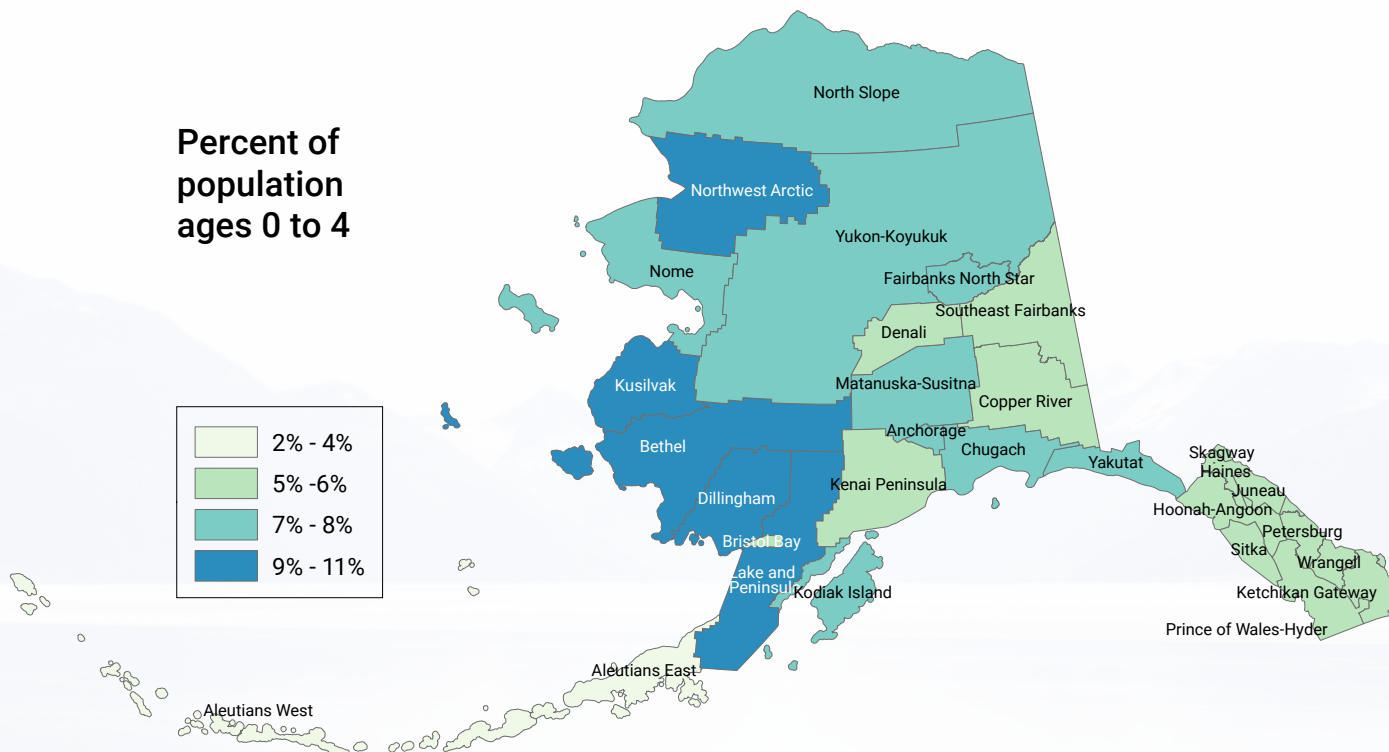 Percent of
population
ages 0 to 4
2% - 4%
5% -6%
7% - 8%
9% - 11%
North Slope
Northwest Arctic
Yukon-Koyukuk
Nome
Fairbanks North Star
Southeast Fairbanks
Denali
Kusilvak
Matanuska-Susitna
Copper River
Anchorage
Bethel
Chugach
Yakutat
Skagway
Haines
Juneau
Kenai Peninsula
Dillingham
Hoonah-Angoon
Petersburg
Bristol Bay
Sitka
Wrangell
Lake and
Peninsula
Kodiak Island
Ketchikan Gateway
Prince of Wales-Hyder
Aleutians East
Aleutians West